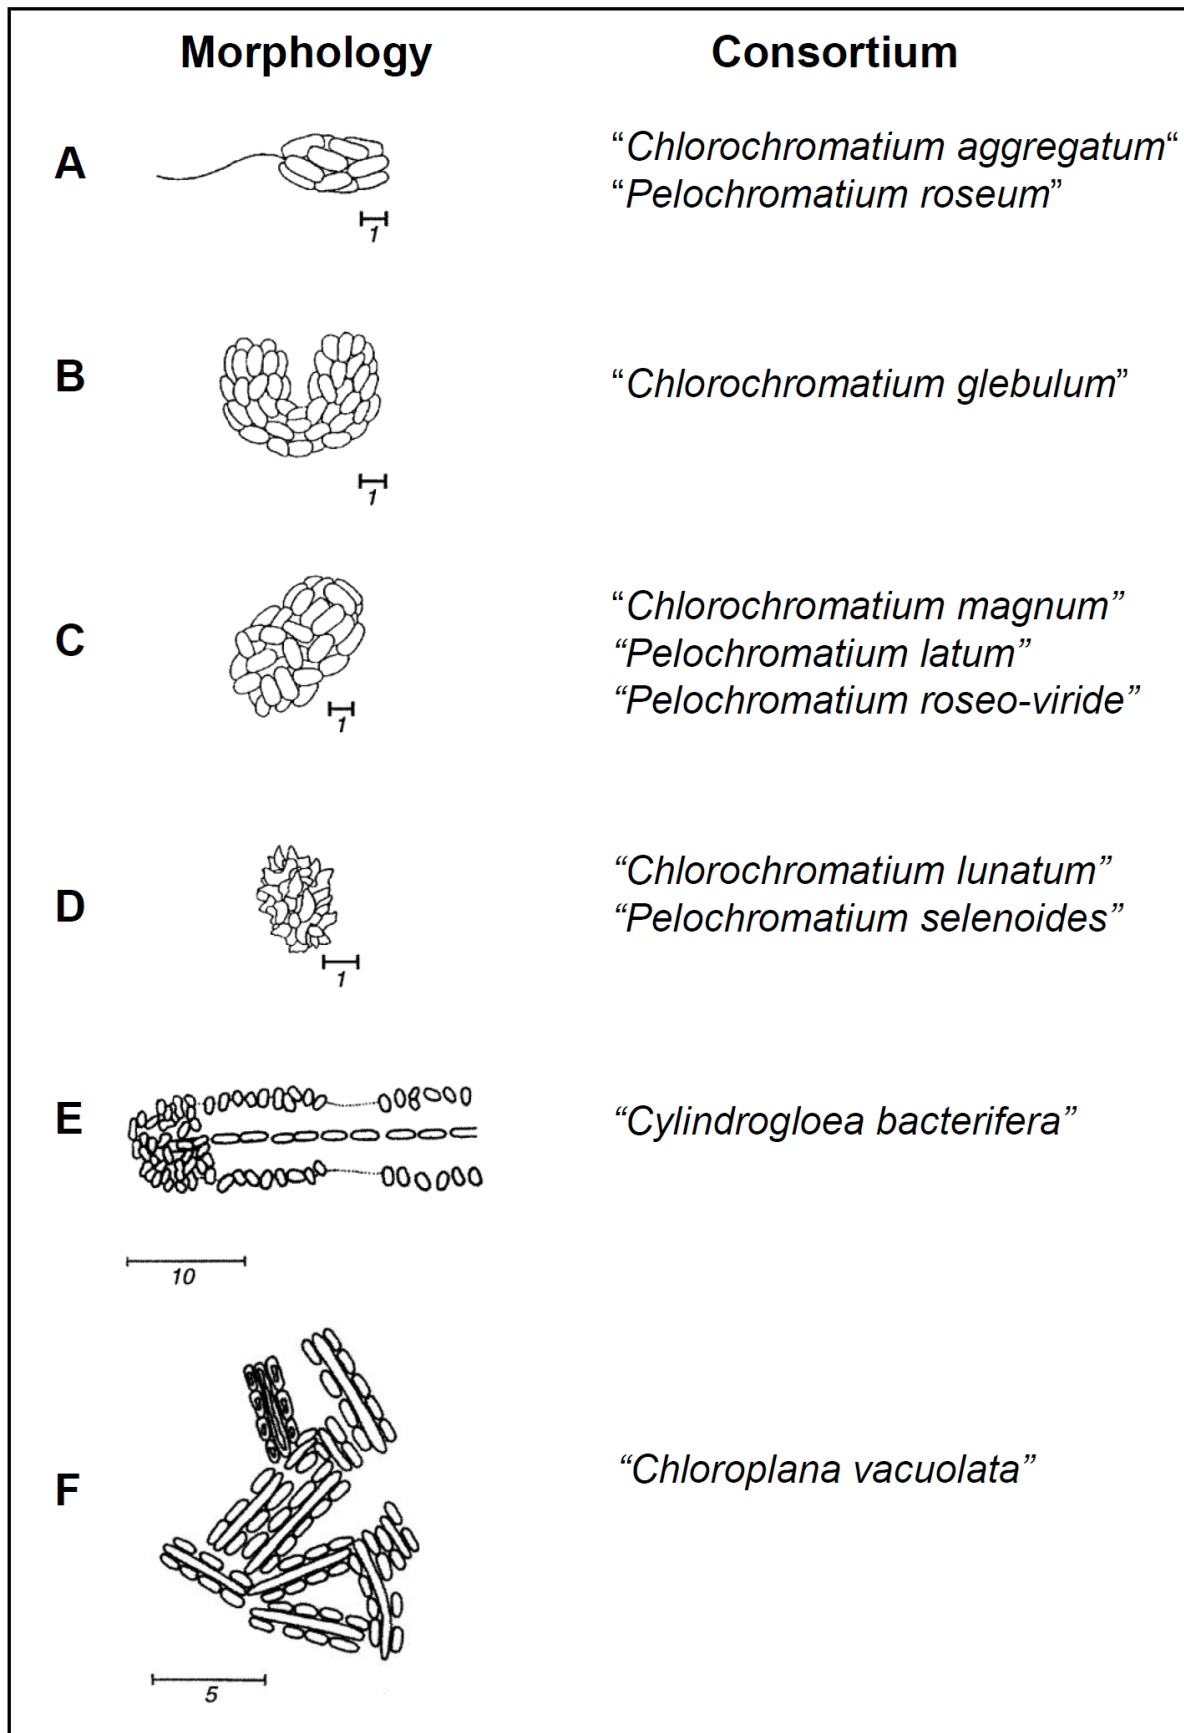 Morphology Consortium
A
“Chlorochromatium aggregatum“
“Pelochromatium roseum”
1
B
“Chlorochromatium glebulum”
1
C
“Chlorochromatium magnum”
“Pelochromatium latum”
“Pelochromatium roseo-viride”
1
D
“Chlorochromatium lunatum”
“Pelochromatium selenoides”
1
E
“Cylindrogloea bacterifera”
10
F
“Chloroplana vacuolata”
5